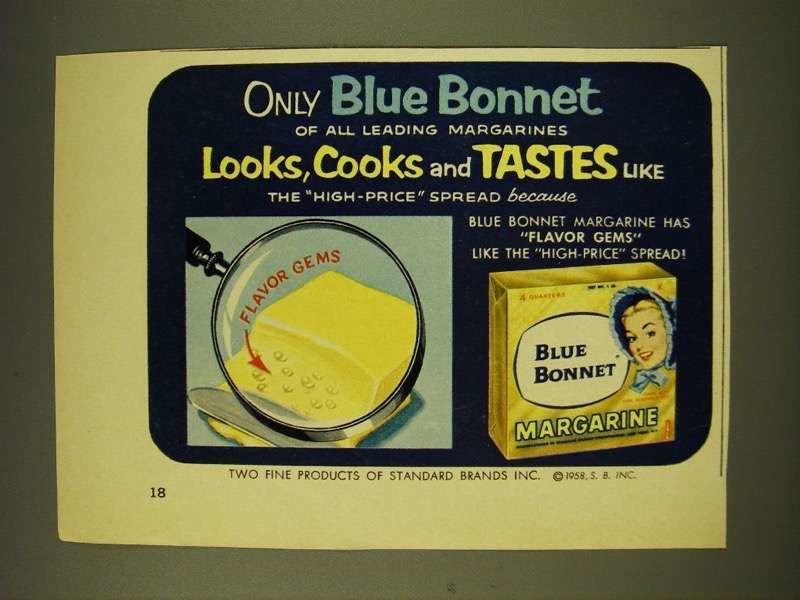 ONLY Blue Bonnet
OF ALL LEADING MARGARINES
Looks, Cooks and TASTES LIKE
THE "HIGH-PRICE" SPREAD because
BLUE BONNET MARGARINE HAS
"FLAVOR GEMS"
LIKE THE "HIGH-PRICE" SPREAD!
FLAVOR GEMS
4 QUARTERS
BLUE
BONNET
MARGARINE
TWO FINE PRODUCTS OF STANDARD BRANDS INC. © 1958, S. B. INC.
18